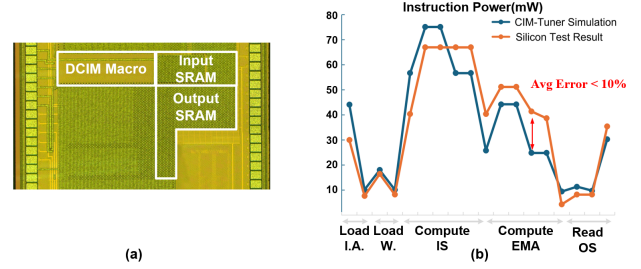 DCIM Macro
Input
SRAM
Output
SRAM
(a)
Instruction Power(mW)
CIM-Tuner Simulation
Silicon Test Result
Avg Error < 10%
80
70
60
50
40
30
20
10
Load
I.A.
Load
W.
Compute
IS
Compute
EMA
Read
OS
(b)